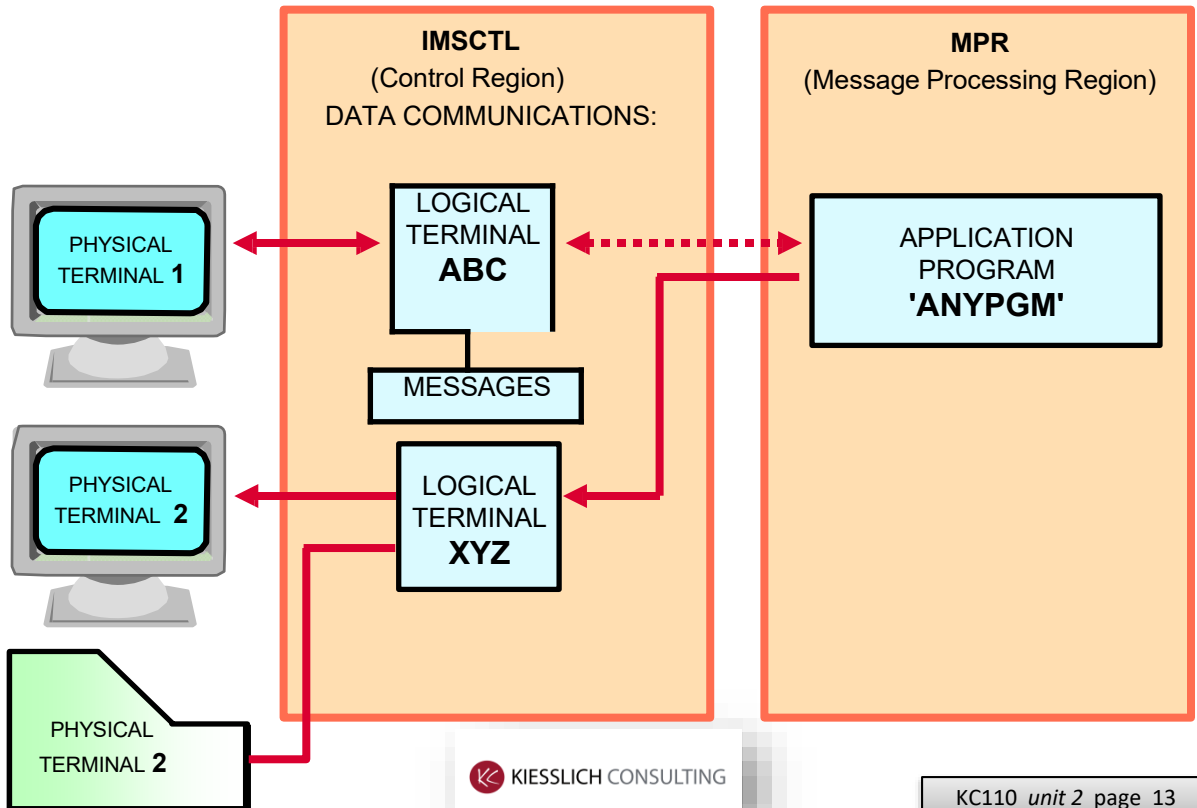 IMSCTL
(Control Region)
DATA COMMUNICATIONS:
MPR
(Message Processing Region)
PHYSICAL
TERMINAL 1
LOGICAL
TERMINAL
ABC
MESSAGES
APPLICATION
PROGRAM
'ANYPGM'
PHYSICAL
TERMINAL 2
LOGICAL
TERMINAL
XYZ
PHYSICAL
TERMINAL 2
KC KIESSLICH CONSULTING
KC110 unit 2 page 13